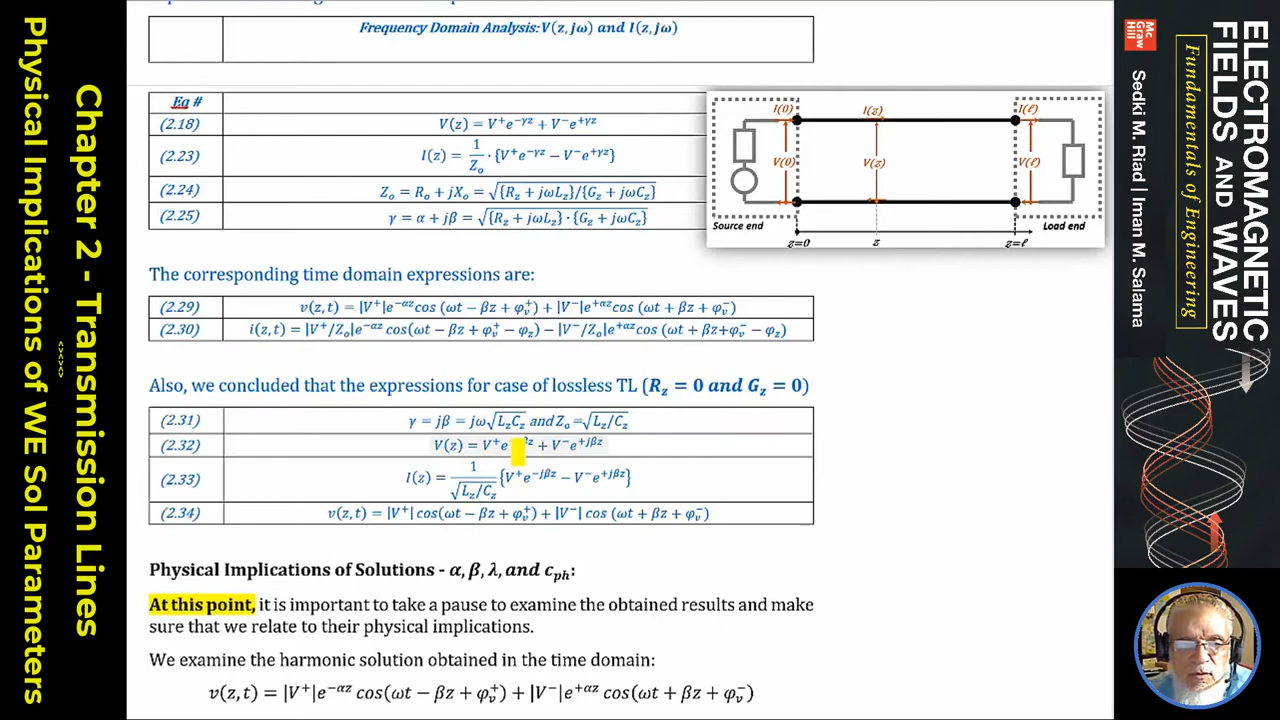 Chapter 2 - Transmission Lines
<><><>
Physical Implications of WE Sol Parameters
Frequency Domain Analysis: V(z, jω) and I(z, jω)
Eq #
(2.18) V(z) = V⁺e^{−γz} + V⁻e^{+γz}
(2.23) I(z) = 1/Z_o · {V⁺e^{−γz} − V⁻e^{+γz}}
(2.24) Z_o = R_o + jX_o = √{R_z + jωL_z}/{G_z + jωC_z}
(2.25) γ = α + jβ = √{R_z + jωL_z} · {G_z + jωC_z}
I(0) I(z) I(ℓ)
V(0) V(z) V(ℓ)
Source end Load end
z=0 z z=ℓ
The corresponding time domain expressions are:
(2.29) v(z, t) = |V⁺|e^{−αz}cos (ωt − βz + φ_v⁺) + |V⁻|e^{+αz}cos (ωt + βz + φ_v⁻)
(2.30) i(z, t) = |V⁺/Z_o|e^{−αz} cos(ωt − βz + φ_v⁺ − φ_z) − |V⁻/Z_o|e^{+αz}cos (ωt + βz+φ_v⁻ − φ_z)
Also, we concluded that the expressions for case of lossless TL (R_z = 0 and G_z = 0)
(2.31) γ = jβ = jω√L_zC_z and Z_o =√L_z/C_z
(2.32) V(z) = V⁺e βz + V⁻e^{+jβz}
(2.33) I(z) = 1/√L_z/C_z {V⁺e^{−jβz} − V⁻e^{+jβz}}
(2.34) v(z, t) = |V⁺| cos(ωt − βz + φ_v⁺) + |V⁻| cos (ωt + βz + φ_v⁻)
Physical Implications of Solutions - α, β, λ, and c_ph:
At this point, it is important to take a pause to examine the obtained results and make
sure that we relate to their physical implications.
We examine the harmonic solution obtained in the time domain:
v(z, t) = |V⁺|e^{−αz} cos(ωt − βz + φ_v⁺) + |V⁻|e^{+αz} cos(ωt + βz + φ_v⁻)
ELECTROMAGNETIC
FIELDS AND WAVES
Fundamentals of Engineering
Mc
Graw
Hill
Sedki M. Riad | Iman M. Salama